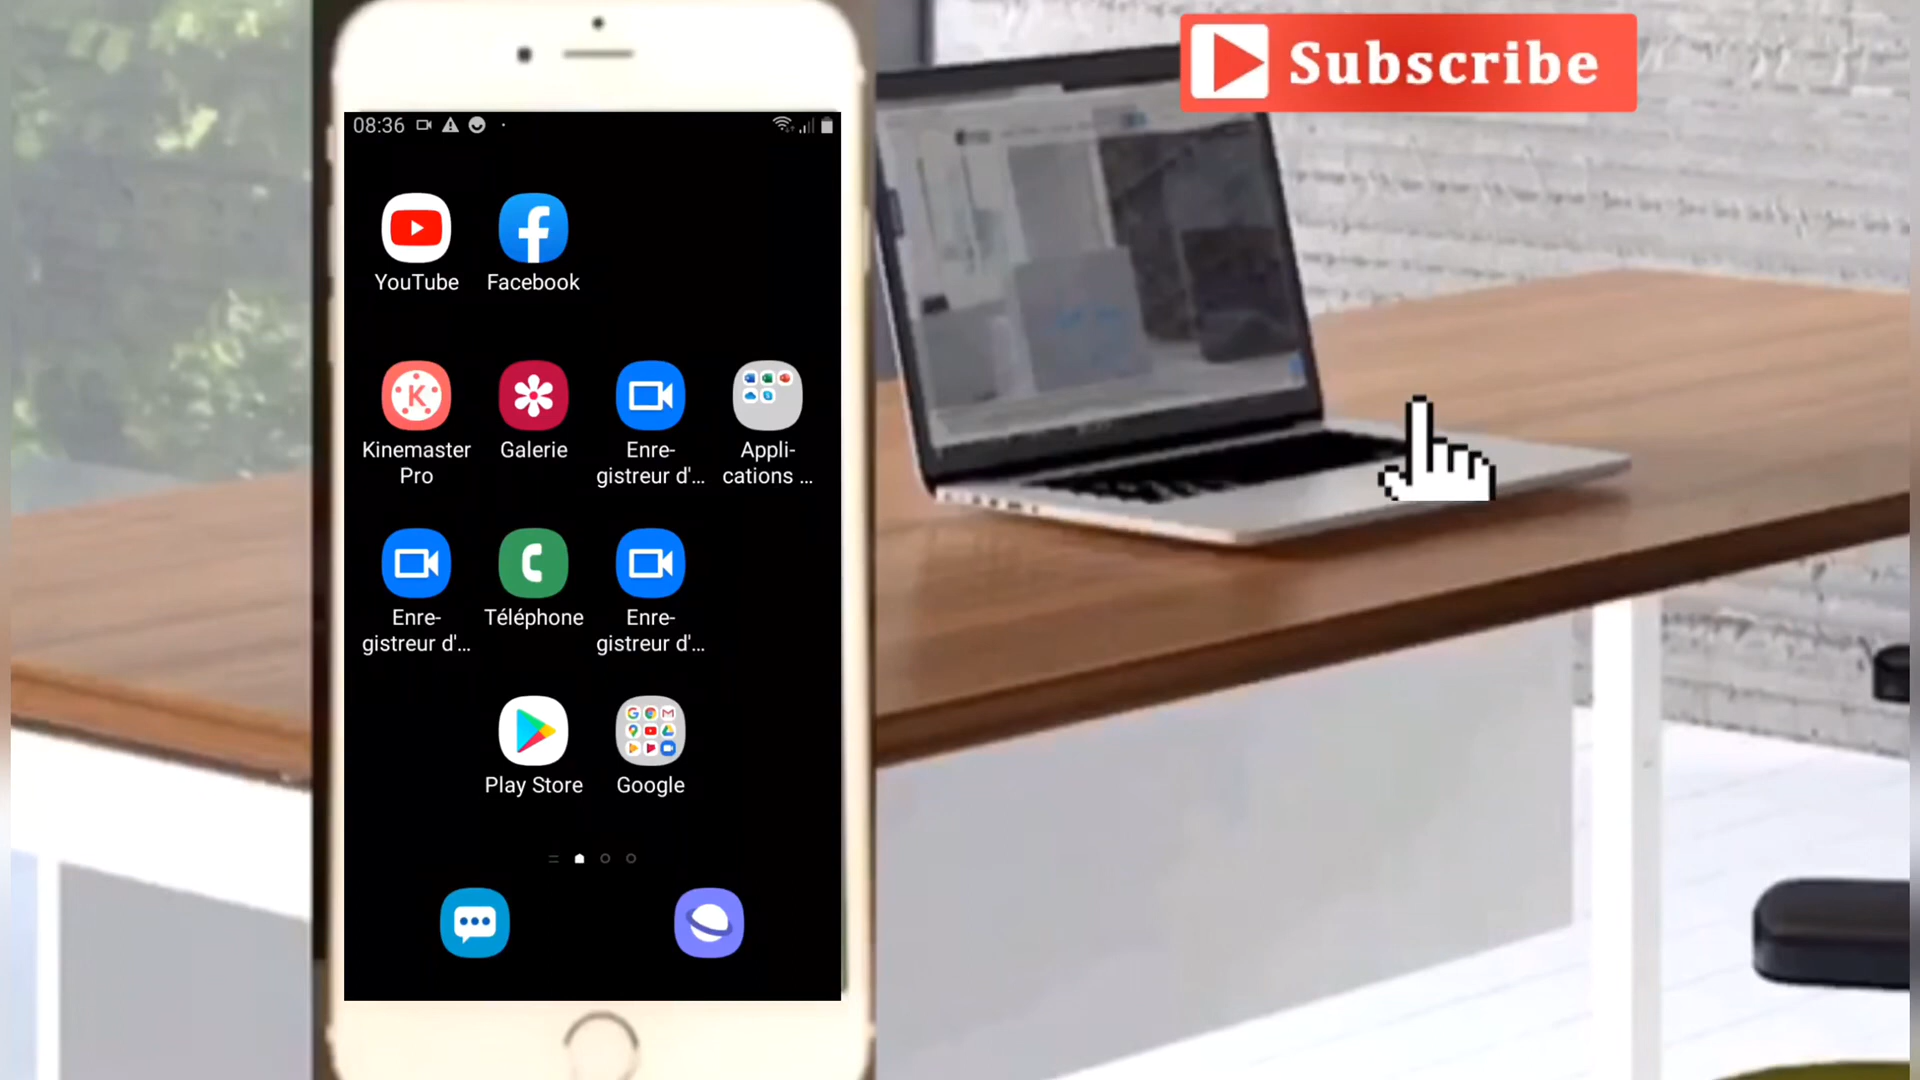 Subscribe
08:36
YouTube Facebook
Kinemaster Pro
Galerie
Enre-
gistreur d'...
Appli-
cations ...
Enre-
gistreur d'...
Téléphone
Enre-
gistreur d'...
Play Store
Google